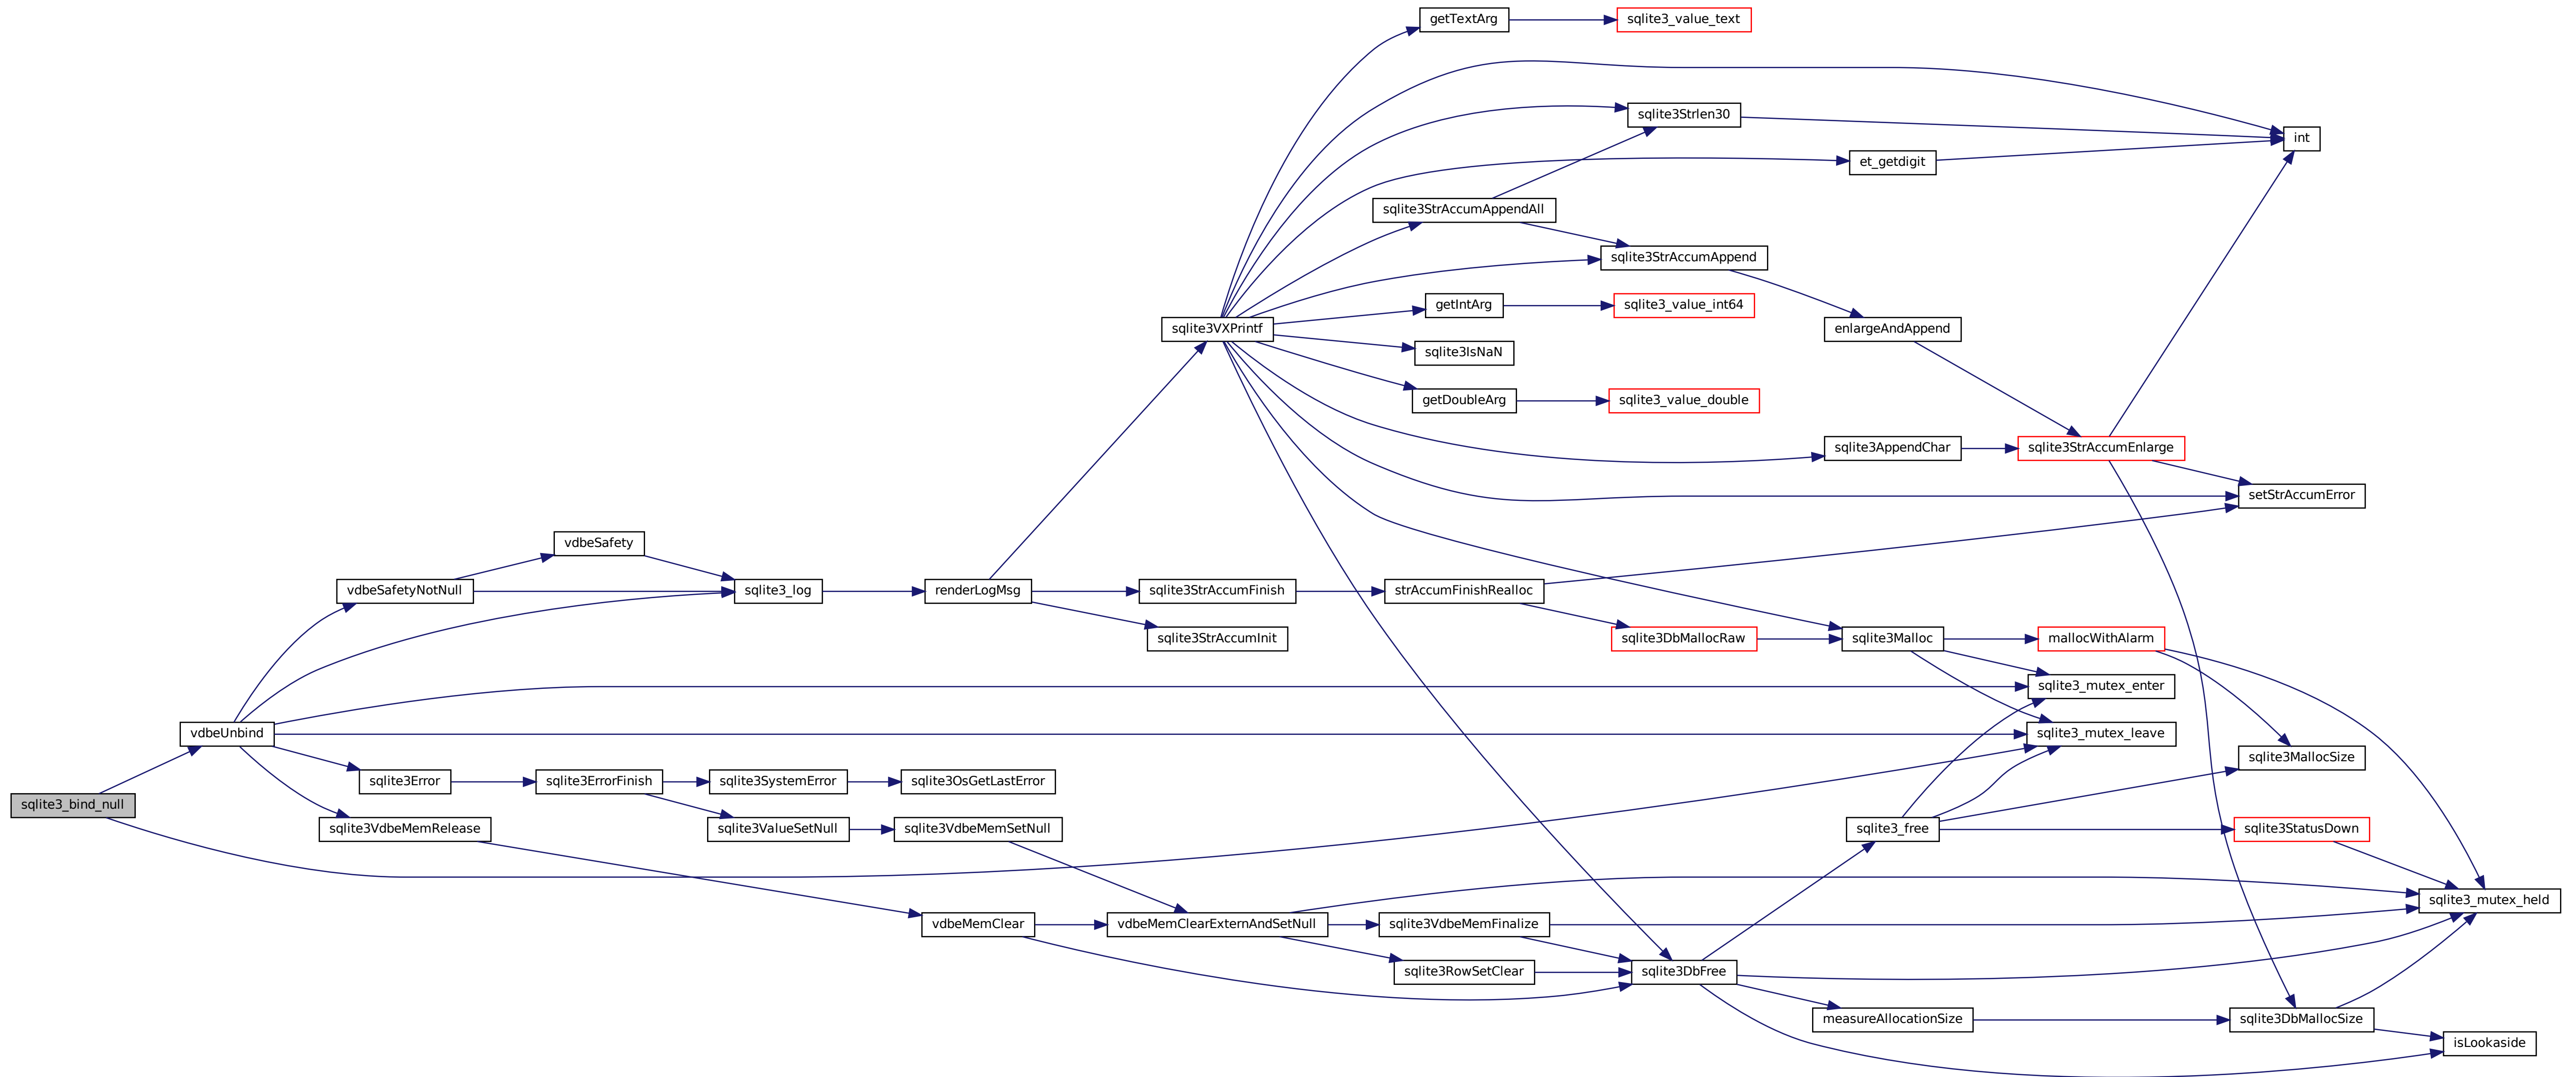 getTextArg
sqlite3_value_text
sqlite3Strlen30
int
et_getdigit
sqlite3StrAccumAppendAll
sqlite3StrAccumAppend
getIntArg
sqlite3_value_int64
sqlite3VXPrintf
enlargeAndAppend
sqlite3IsNaN
getDoubleArg
sqlite3_value_double
sqlite3AppendChar
sqlite3StrAccumEnlarge
setStrAccumError
vdbeSafety
vdbeSafetyNotNull
sqlite3_log
renderLogMsg
sqlite3StrAccumFinish
strAccumFinishRealloc
sqlite3StrAccumInit
sqlite3DbMallocRaw
sqlite3Malloc
mallocWithAlarm
sqlite3_mutex_enter
vdbeUnbind
sqlite3_mutex_leave
sqlite3MallocSize
sqlite3Error
sqlite3ErrorFinish
sqlite3SystemError
sqlite3OsGetLastError
sqlite3_bind_null
sqlite3VdbeMemRelease
sqlite3ValueSetNull
sqlite3VdbeMemSetNull
sqlite3_free
sqlite3StatusDown
sqlite3_mutex_held
vdbeMemClear
vdbeMemClearExternAndSetNull
sqlite3VdbeMemFinalize
sqlite3RowSetClear
sqlite3DbFree
measureAllocationSize
sqlite3DbMallocSize
isLookaside